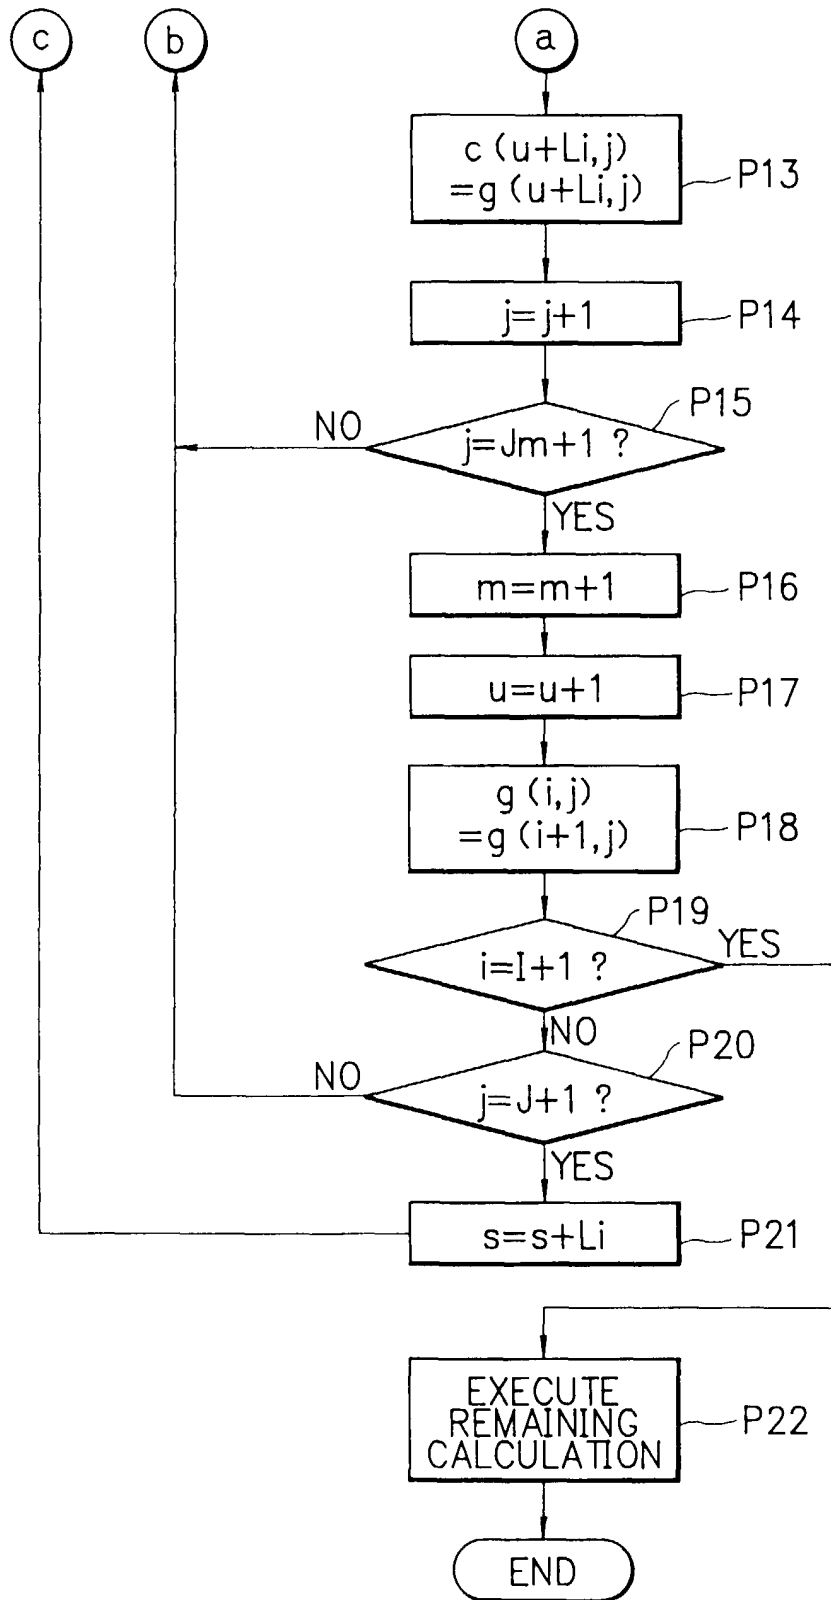 c b a
c (u+Li,j)
=g (u+Li,j)
P13
j=j+1
P14
P15
NO
j=Jm+1 ?
YES
m=m+1
P16
u=u+1
P17
g (i,j)
=g (i+1,j)
P18
P19
YES
i=I+1 ?
NO
P20
NO
j=J+1 ?
YES
s=s+Li
P21
EXECUTE
REMAINING
CALCULATION
P22
END